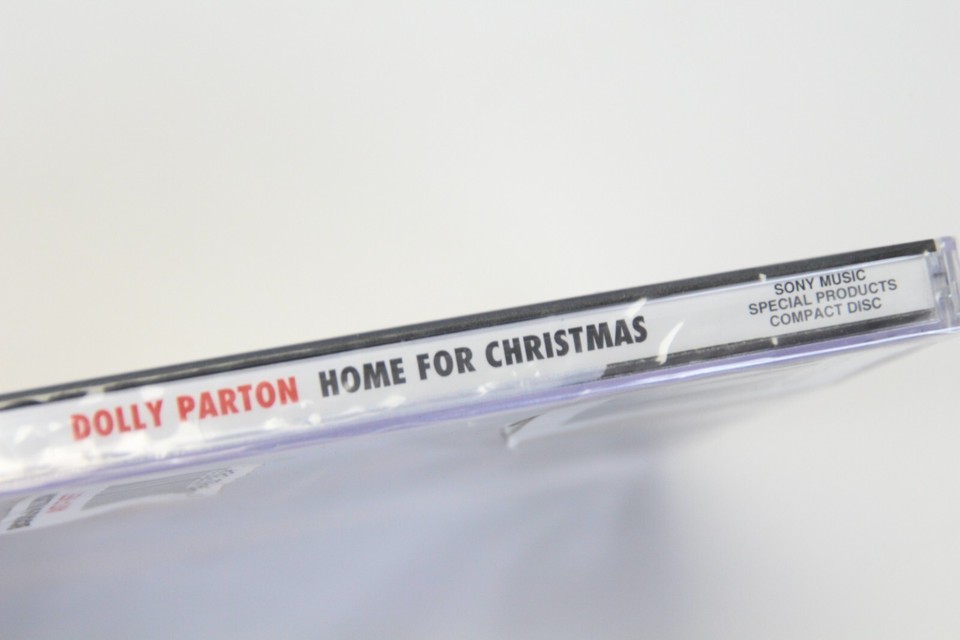 DOLLY PARTON HOME FOR CHRISTMAS
SONY MUSIC
SPECIAL PRODUCTS
COMPACT DISC